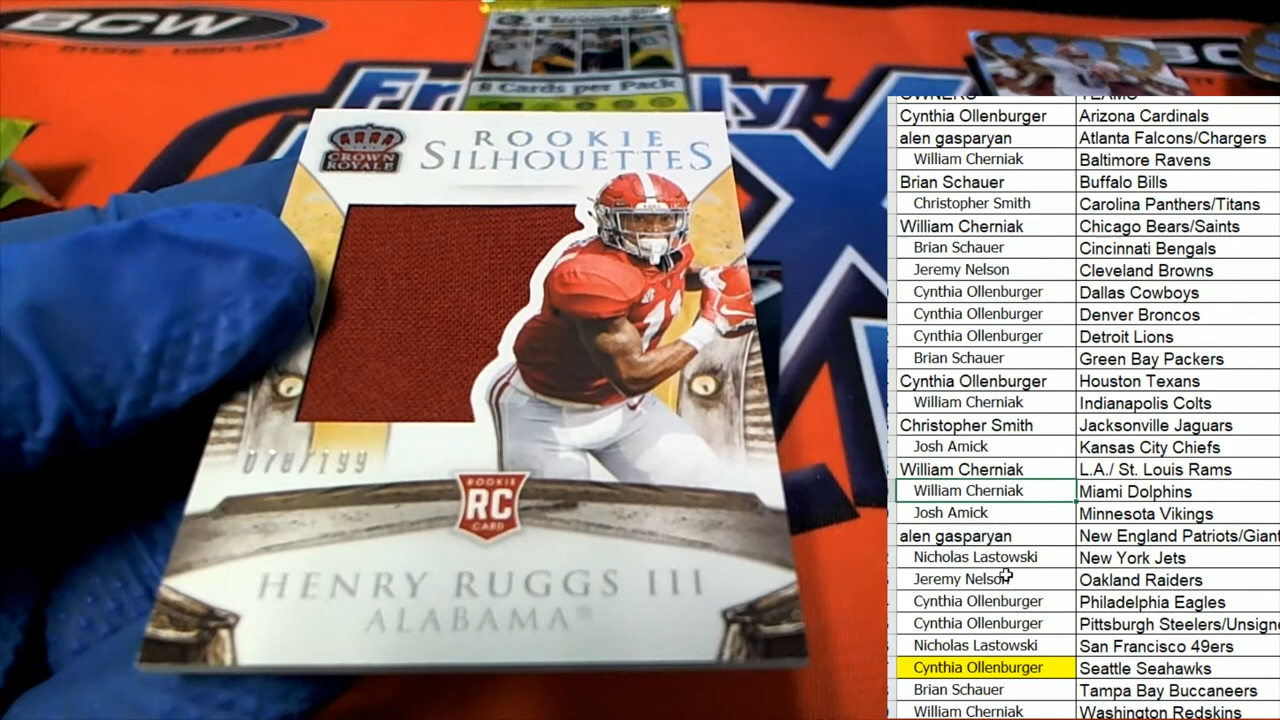 BCW
8 Cards per Pack
BCW
CROWN
ROYALE
ROOKIE
SILHOUETTES
078/199
ROOKIE
RC
CARD
HENRY RUGGS III
ALABAMA
OWNERS TEAMS
Cynthia Ollenburger Arizona Cardinals
alen gasparyan Atlanta Falcons/Chargers
William Cherniak Baltimore Ravens
Brian Schauer Buffalo Bills
Christopher Smith Carolina Panthers/Titans
William Cherniak Chicago Bears/Saints
Brian Schauer Cincinnati Bengals
Jeremy Nelson Cleveland Browns
Cynthia Ollenburger Dallas Cowboys
Cynthia Ollenburger Denver Broncos
Cynthia Ollenburger Detroit Lions
Brian Schauer Green Bay Packers
Cynthia Ollenburger Houston Texans
William Cherniak Indianapolis Colts
Christopher Smith Jacksonville Jaguars
Josh Amick Kansas City Chiefs
William Cherniak L.A./ St. Louis Rams
William Cherniak Miami Dolphins
Josh Amick Minnesota Vikings
alen gasparyan New England Patriots/Giant
Nicholas Lastowski New York Jets
Jeremy Nelson Oakland Raiders
Cynthia Ollenburger Philadelphia Eagles
Cynthia Ollenburger Pittsburgh Steelers/Unsigne
Nicholas Lastowski San Francisco 49ers
Cynthia Ollenburger Seattle Seahawks
Brian Schauer Tampa Bay Buccaneers
William Cherniak Washington Redskins